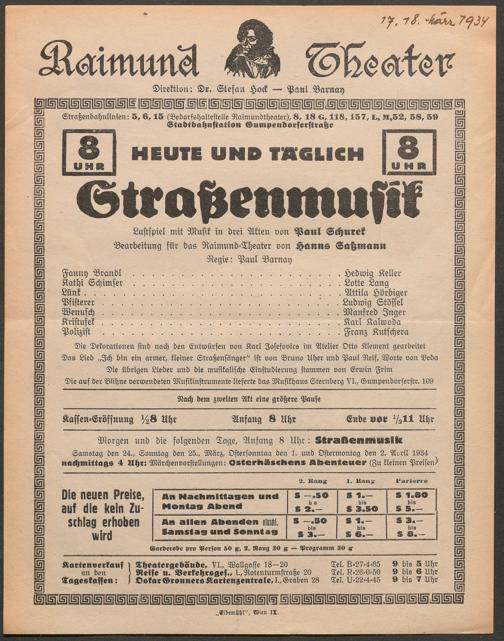 17. 18. März 1934
Raimund Theater
Direktion: Dr. Stefan Hock — Paul Barnay
Straßenbahnlinien: 5, 6, 15 (Bedarfshaltestelle Raimundtheater), 8, 18 G, 118, 157, L, M, 52, 58, 59
Stadtbahnstation Gumpendorferstraße
8 UHR HEUTE UND TÄGLICH 8 UHR
Straßenmusik
Lustspiel mit Musik in drei Akten von Paul Schurek
Bearbeitung für das Raimund-Theater von Hanns Saßmann
Regie: Paul Barnay
Fanny Brandl . . . . . . . . . . Hedwig Keller
Kathi Schimser . . . . . . . . . . Lotte Lang
Lünk . . . . . . . . . . Attila Hörbiger
Pfisterer . . . . . . . . . . Ludwig Stössel
Wenusch . . . . . . . . . . Manfred Inger
Kristufek . . . . . . . . . . Karl Kalwoda
Polizist . . . . . . . . . . Franz Kutschera
Die Dekorationen sind nach den Entwürfen von Karl Josefovics im Atelier Otto Klement gearbeitet
Das Lied „Ich bin ein armer, kleiner Straßensänger“ ist von Bruno Uher und Paul Reif, Worte von Beda
Die übrigen Lieder und die musikalische Einstudierung stammen von Erwin Frim
Die auf der Bühne verwendeten Musikinstrumente lieferte das Musikhaus Sternberg VI., Gumpendorferstr. 109
Nach dem zweiten Akt eine größere Pause
Kassen-Eröffnung ½8 Uhr Anfang 8 Uhr Ende vor ½11 Uhr
Morgen und die folgenden Tage, Anfang 8 Uhr: Straßenmusik
Samstag den 24., Sonntag den 25., März, Ostersonntag den 1. und Ostermontag den 2. April 1934
nachmittags 4 Uhr: Märchenvorstellungen: Osterhäschens Abenteuer (Zu kleinen Preisen)
Die neuen Preise,
auf die kein Zu-
schlag erhoben
wird
2. Rang 1. Rang Parterre
An Nachmittagen und Montag Abend S —.50 bis S 2.— S 1.— bis S 3.50 S 1.80 bis S 5.—
An allen Abenden einschl. Samstag und Sonntag S —.50 bis S 3.— S 1.— bis S 6.— S 3.— bis S 8.—
Garderobe pro Person 50 g, 2. Rang 30 g — Programm 30 g
Kartenverkauf an den Tageskassen:
Theatergebäude, VI., Wallgasse 18—20 Tel. B-27-4-65 9 bis 5 Uhr
Reise u. Verkehrsges., I., Rotenturmstraße 20 Tel. R-26-0-50 9 bis 6 Uhr
Oskar Gronners Kartenzentrale, I., Graben 28 Tel. U-22-4-45 9 bis 7 Uhr
„Elbemühl“, Wien IX.